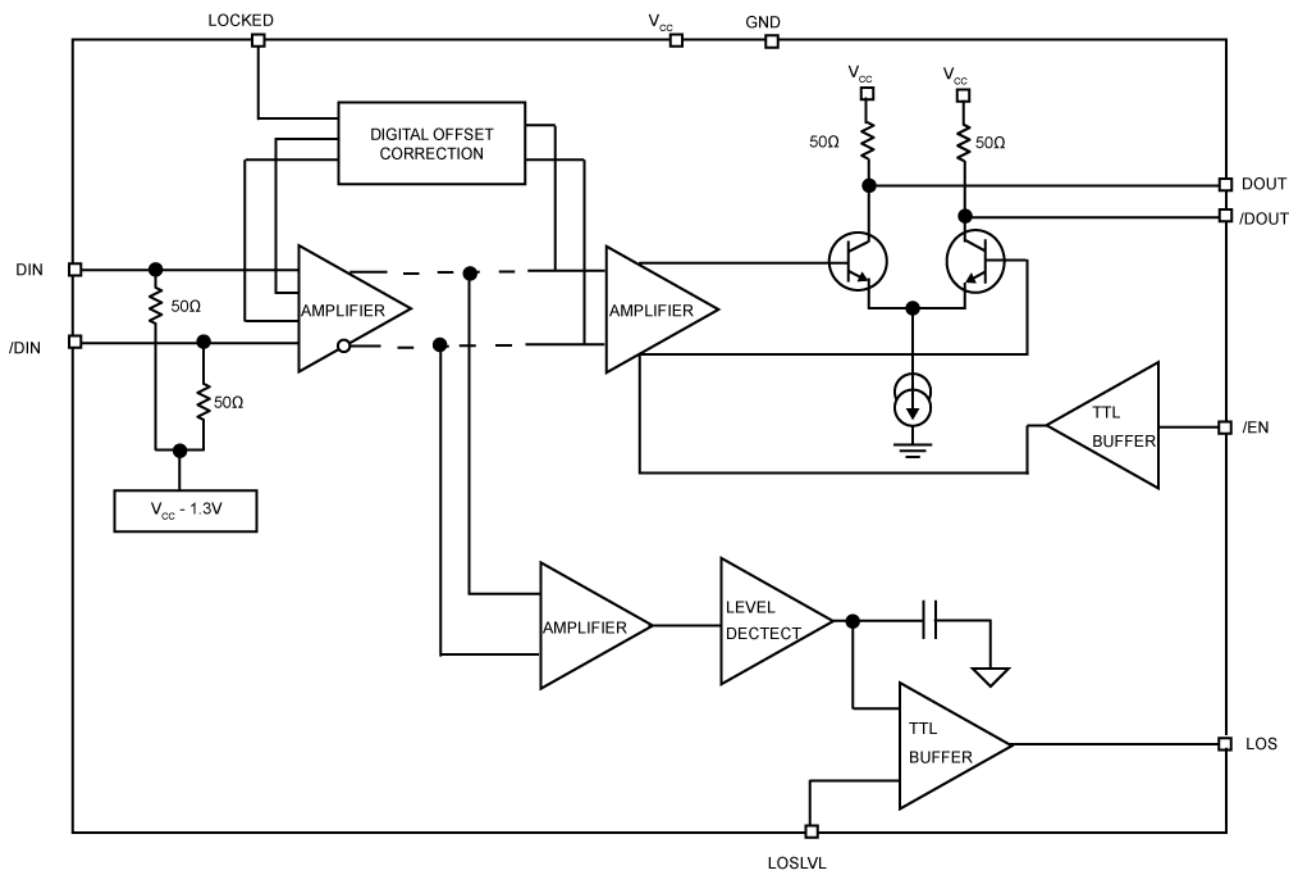 LOCKED
VCC
GND
VCC
VCC
DIGITAL OFFSET
CORRECTION
50Ω
50Ω
DOUT
/DOUT
DIN
50Ω
AMPLIFIER
AMPLIFIER
/DIN
50Ω
TTL
BUFFER
/EN
VCC - 1.3V
AMPLIFIER
LEVEL
DECTECT
TTL
BUFFER
LOS
LOSLVL